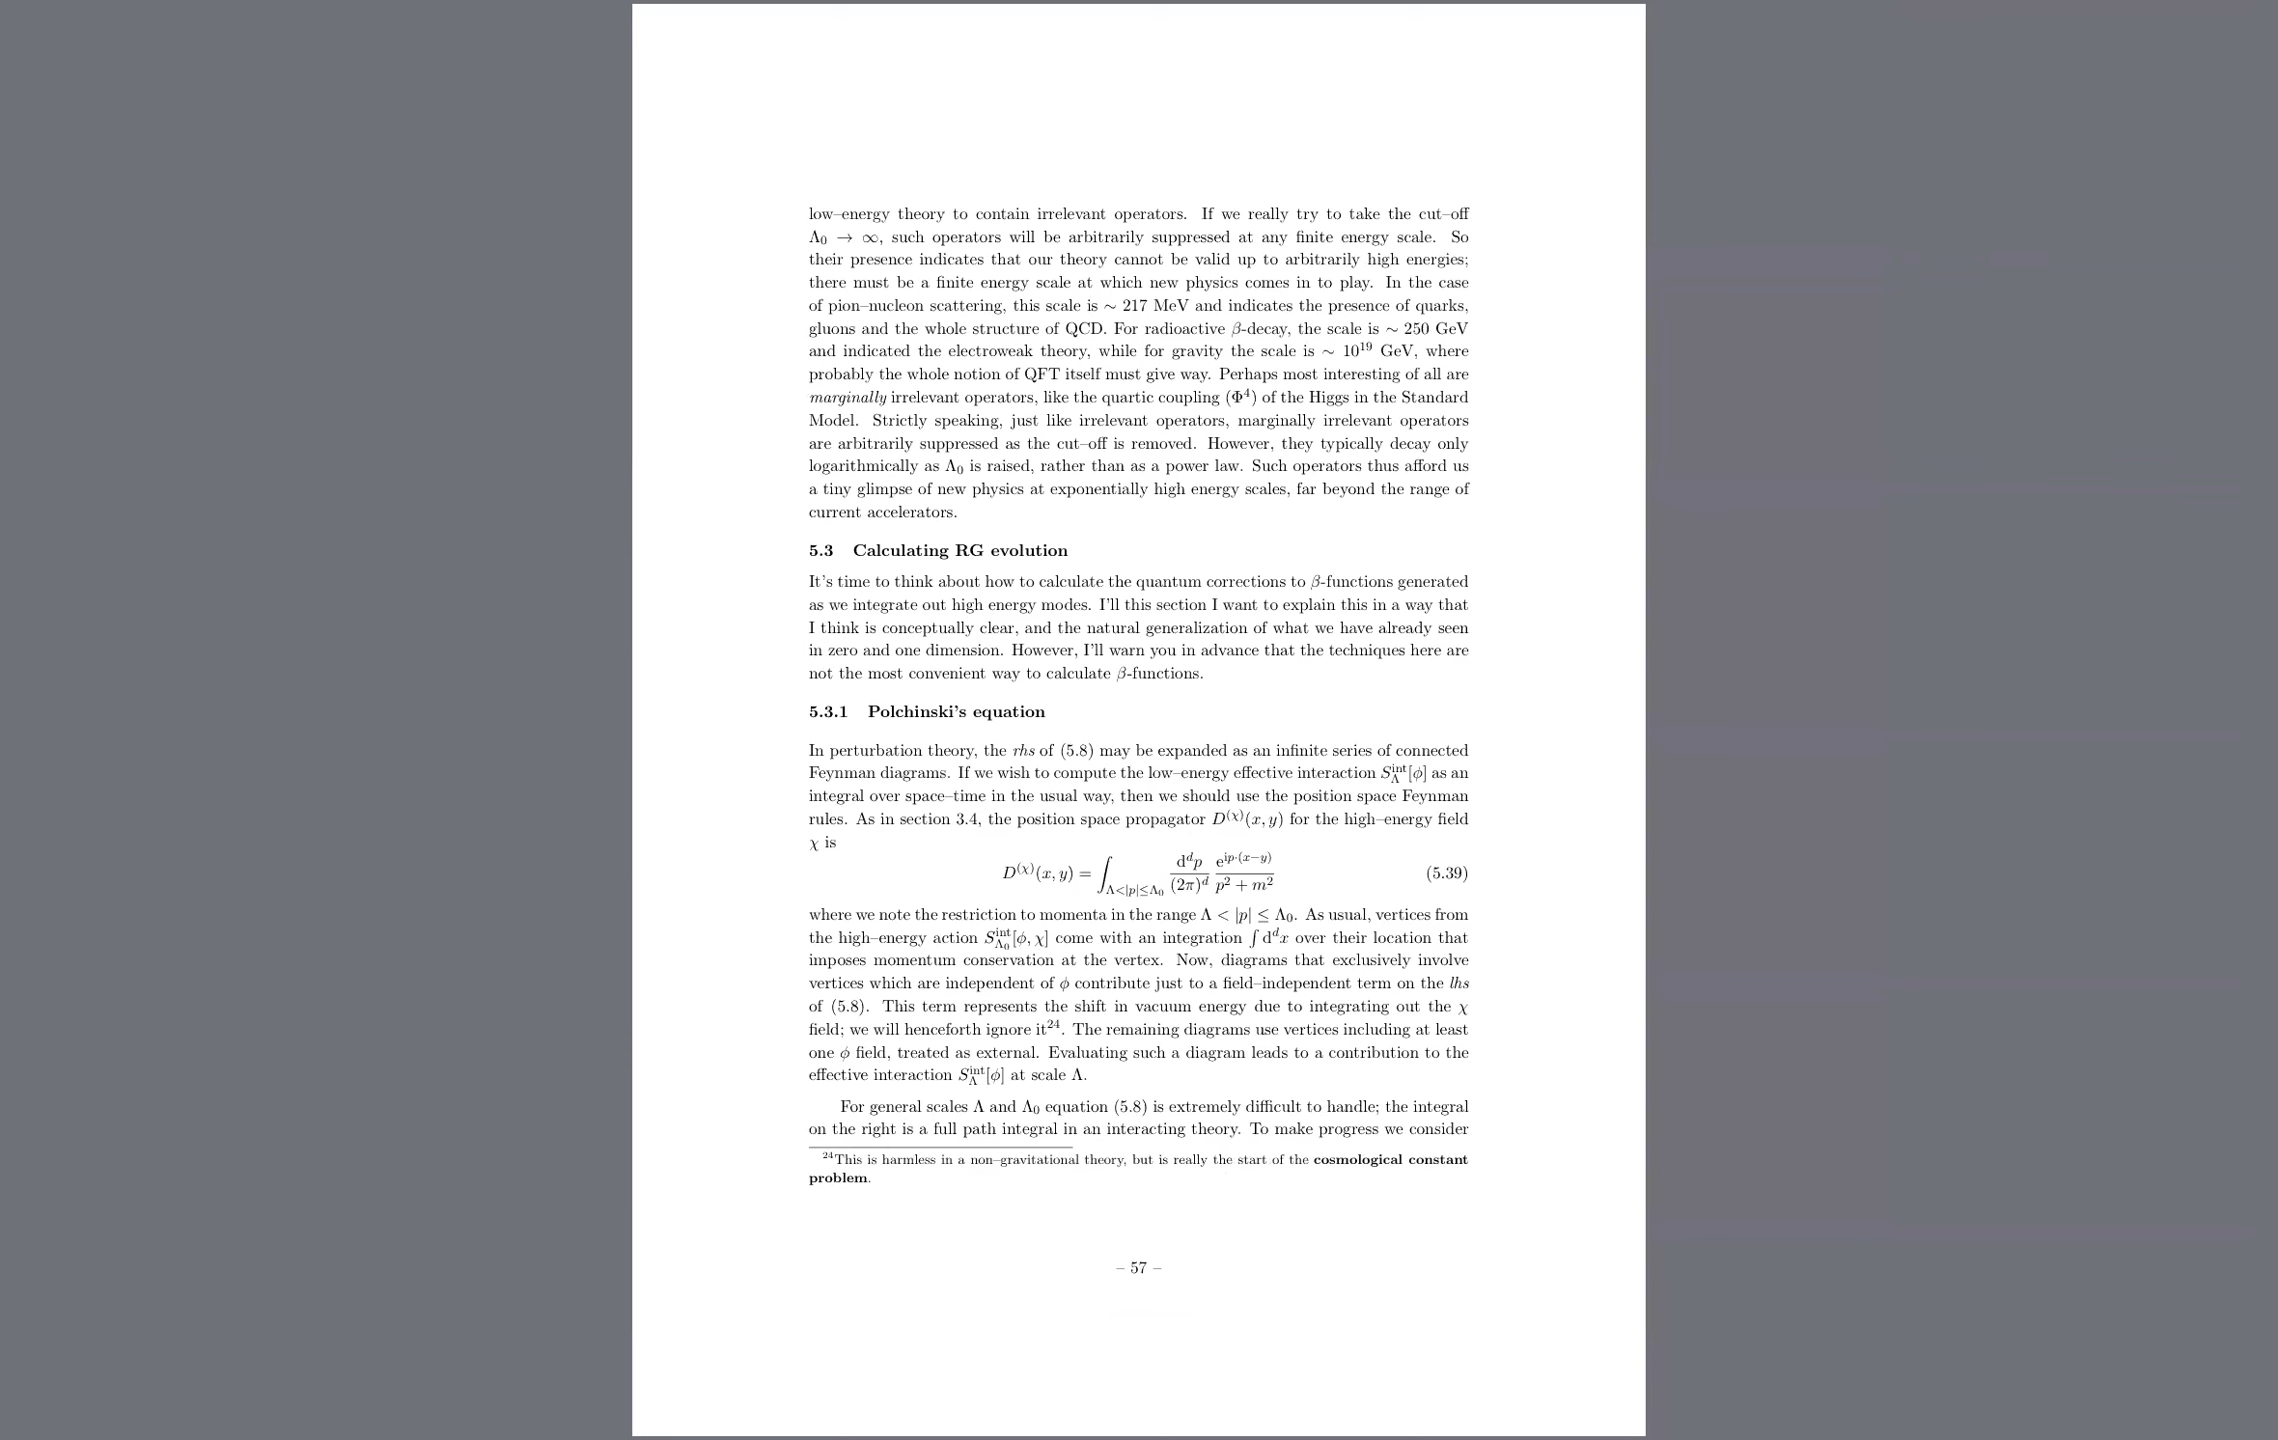 low–energy theory to contain irrelevant operators. If we really try to take the cut–off
Λ₀ → ∞, such operators will be arbitrarily suppressed at any finite energy scale. So
their presence indicates that our theory cannot be valid up to arbitrarily high energies;
there must be a finite energy scale at which new physics comes in to play. In the case
of pion–nucleon scattering, this scale is ∼ 217 MeV and indicates the presence of quarks,
gluons and the whole structure of QCD. For radioactive β-decay, the scale is ∼ 250 GeV
and indicated the electroweak theory, while for gravity the scale is ∼ 10¹⁹ GeV, where
probably the whole notion of QFT itself must give way. Perhaps most interesting of all are
marginally irrelevant operators, like the quartic coupling (Φ⁴) of the Higgs in the Standard
Model. Strictly speaking, just like irrelevant operators, marginally irrelevant operators
are arbitrarily suppressed as the cut–off is removed. However, they typically decay only
logarithmically as Λ₀ is raised, rather than as a power law. Such operators thus afford us
a tiny glimpse of new physics at exponentially high energy scales, far beyond the range of
current accelerators.
5.3 Calculating RG evolution
It's time to think about how to calculate the quantum corrections to β-functions generated
as we integrate out high energy modes. I'll this section I want to explain this in a way that
I think is conceptually clear, and the natural generalization of what we have already seen
in zero and one dimension. However, I'll warn you in advance that the techniques here are
not the most convenient way to calculate β-functions.
5.3.1 Polchinski's equation
In perturbation theory, the rhs of (5.8) may be expanded as an infinite series of connected
Feynman diagrams. If we wish to compute the low–energy effective interaction S_Λ^int[ϕ] as an
integral over space–time in the usual way, then we should use the position space Feynman
rules. As in section 3.4, the position space propagator D^(χ)(x, y) for the high–energy field
χ is
D^(χ)(x, y) = ∫_{Λ<|p|≤Λ₀} d^d p/(2π)^d e^{ip·(x−y)}/(p² + m²) (5.39)
where we note the restriction to momenta in the range Λ < |p| ≤ Λ₀. As usual, vertices from
the high–energy action S_{Λ₀}^int[ϕ, χ] come with an integration ∫ d^d x over their location that
imposes momentum conservation at the vertex. Now, diagrams that exclusively involve
vertices which are independent of ϕ contribute just to a field–independent term on the lhs
of (5.8). This term represents the shift in vacuum energy due to integrating out the χ
field; we will henceforth ignore it²⁴. The remaining diagrams use vertices including at least
one ϕ field, treated as external. Evaluating such a diagram leads to a contribution to the
effective interaction S_Λ^int[ϕ] at scale Λ.
For general scales Λ and Λ₀ equation (5.8) is extremely difficult to handle; the integral
on the right is a full path integral in an interacting theory. To make progress we consider
²⁴This is harmless in a non–gravitational theory, but is really the start of the cosmological constant
problem.
– 57 –